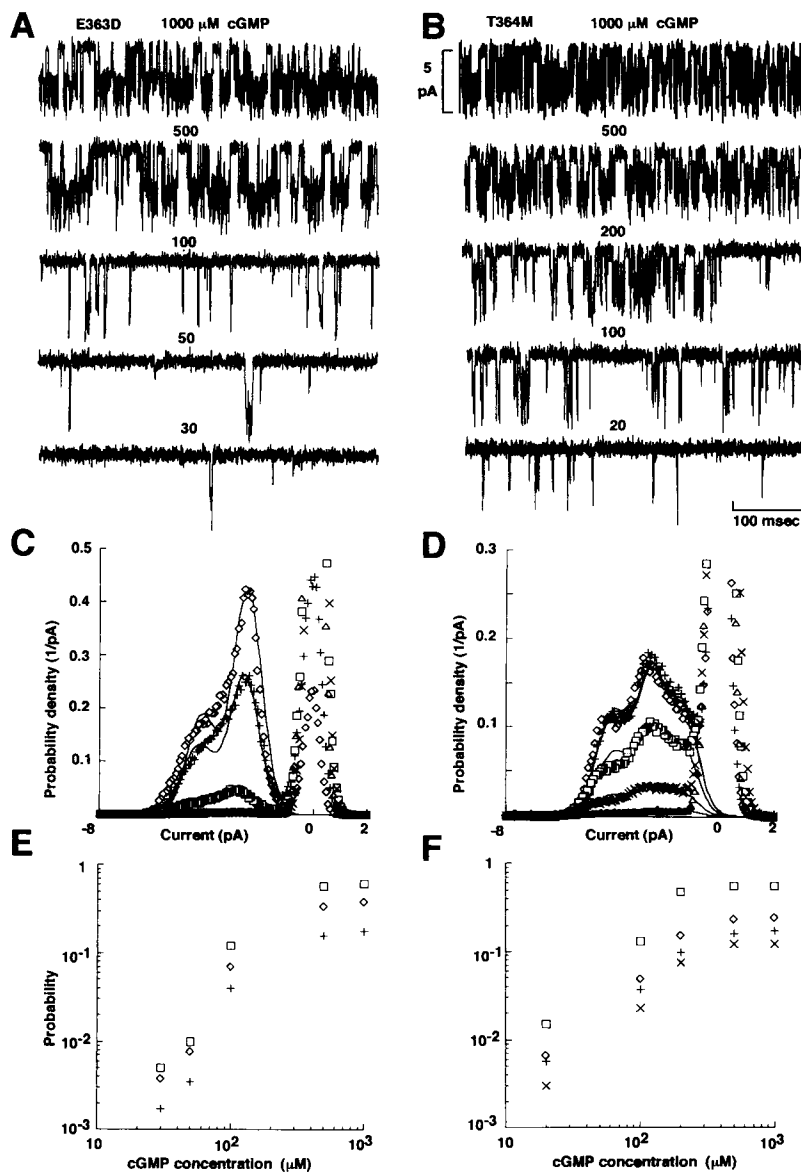 A E363D 1000 μM cGMP
500
100
50
30
B T364M 1000 μM cGMP
5
pA
500
200
100
20
100 msec
C
Probability density (1/pA)
0.5
0.4
0.3
0.2
0.1
-8 Current (pA) 0 2
D
Probability density (1/pA)
0.3
0.2
0.1
-8 Current (pA) 0 2
E
Probability
1
10⁻¹
10⁻²
10⁻³
10 10² 10³
cGMP concentration (μM)
F
1
10⁻¹
10⁻²
10⁻³
10 10² 10³
cGMP concentration (μM)